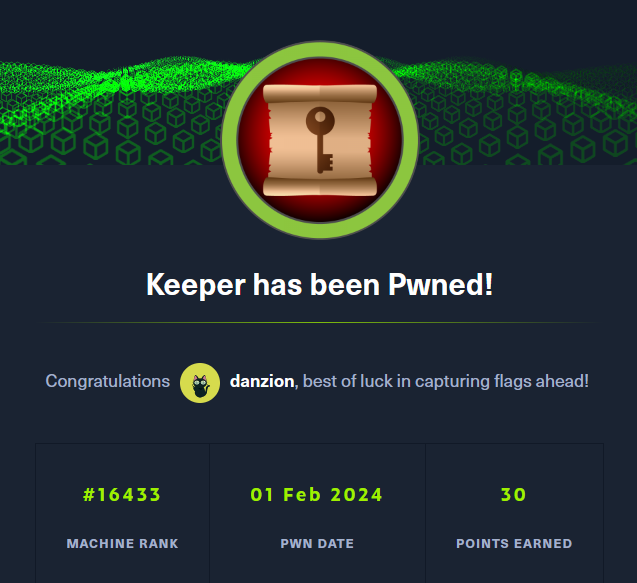 Keeper has been Pwned!
Congratulations danzion, best of luck in capturing flags ahead!
#16433 01 Feb 2024 30
MACHINE RANK PWN DATE POINTS EARNED